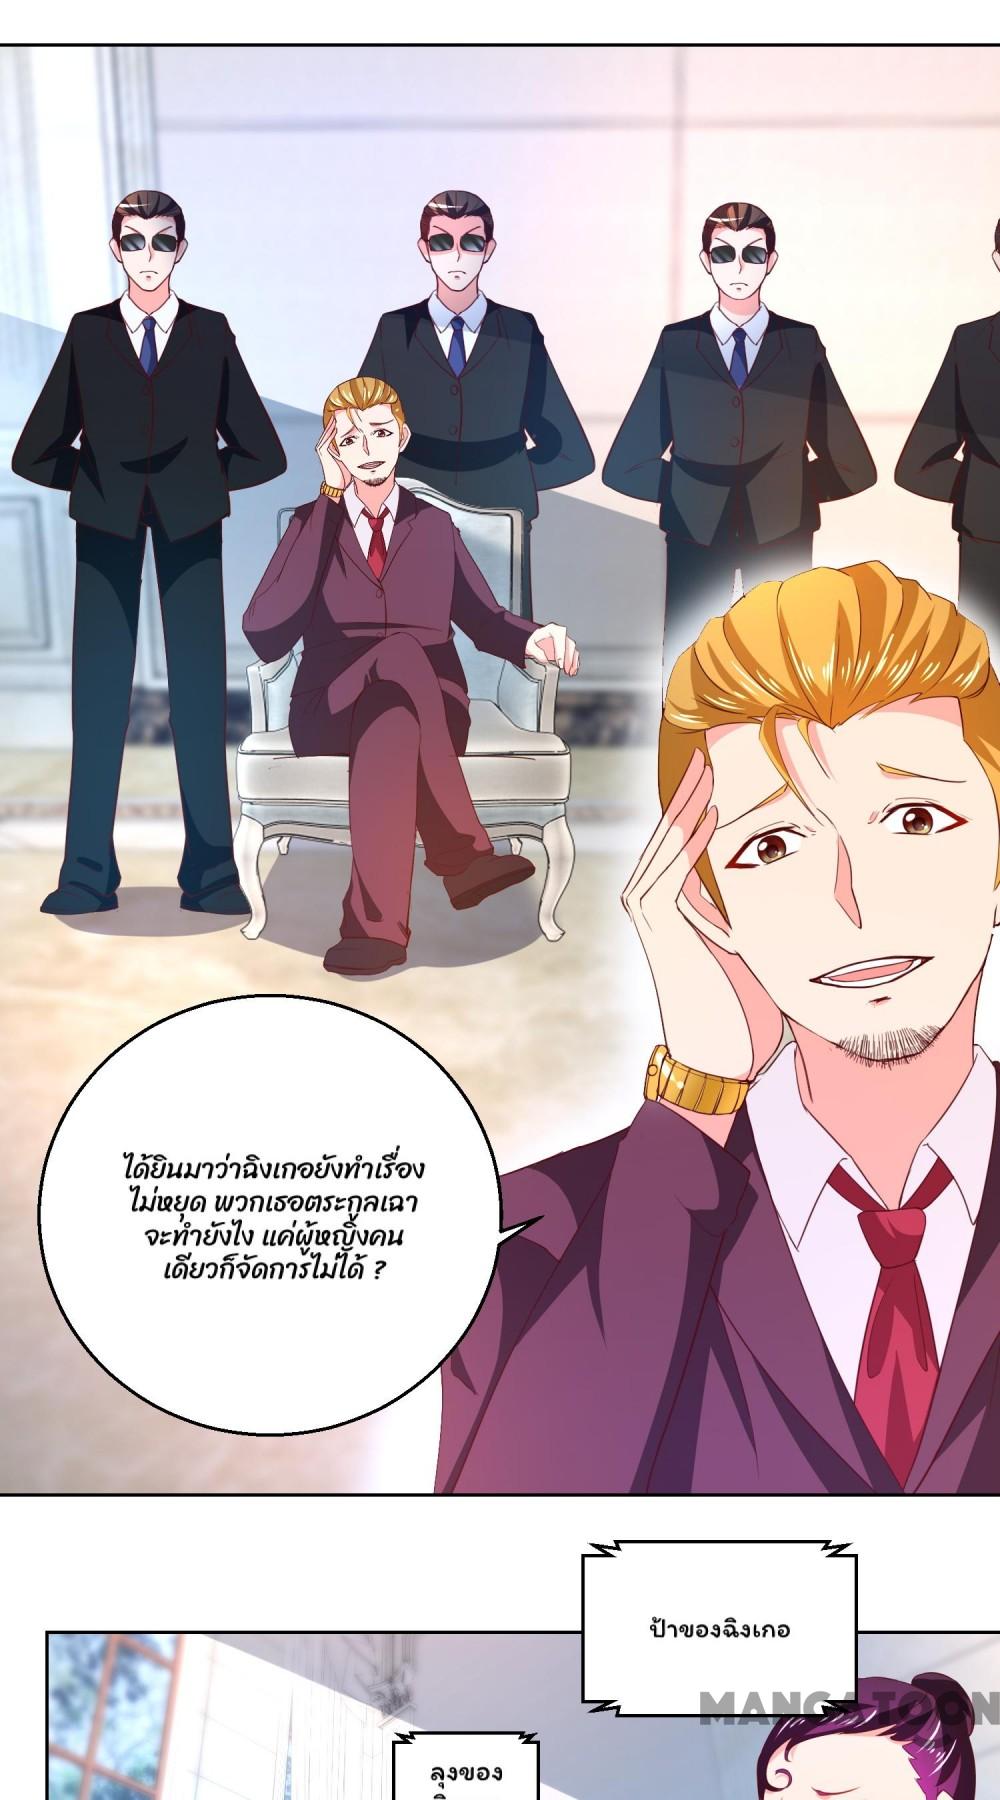 ได้ยินมาว่าฉิงเกอยังทำเรื่อง
ไม่หยุด พวกเธอตระกูลเฉา
จะทำยังไง แค่ผู้หญิงคน
เดียวก็จัดการไม่ได้ ?
ป้าของฉิงเกอ
MANGATOON
ลุงของ